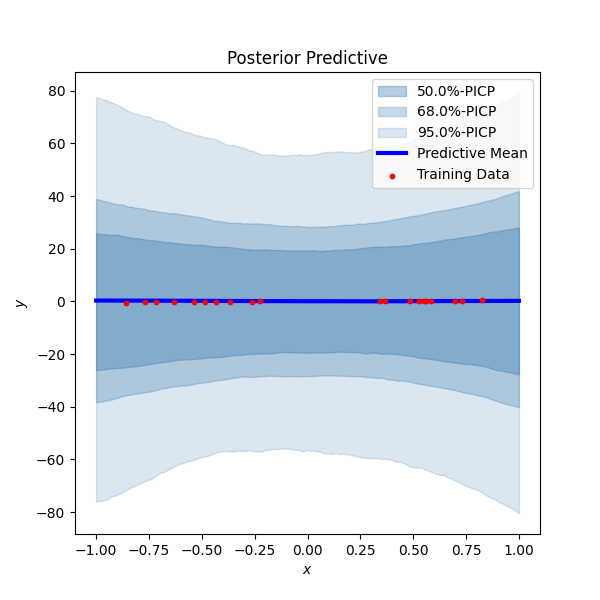 Posterior Predictive
50.0%-PICP
68.0%-PICP
95.0%-PICP
Predictive Mean
Training Data
y
80
60
40
20
0
−20
−40
−60
−80
−1.00 −0.75 −0.50 −0.25 0.00 0.25 0.50 0.75 1.00
x